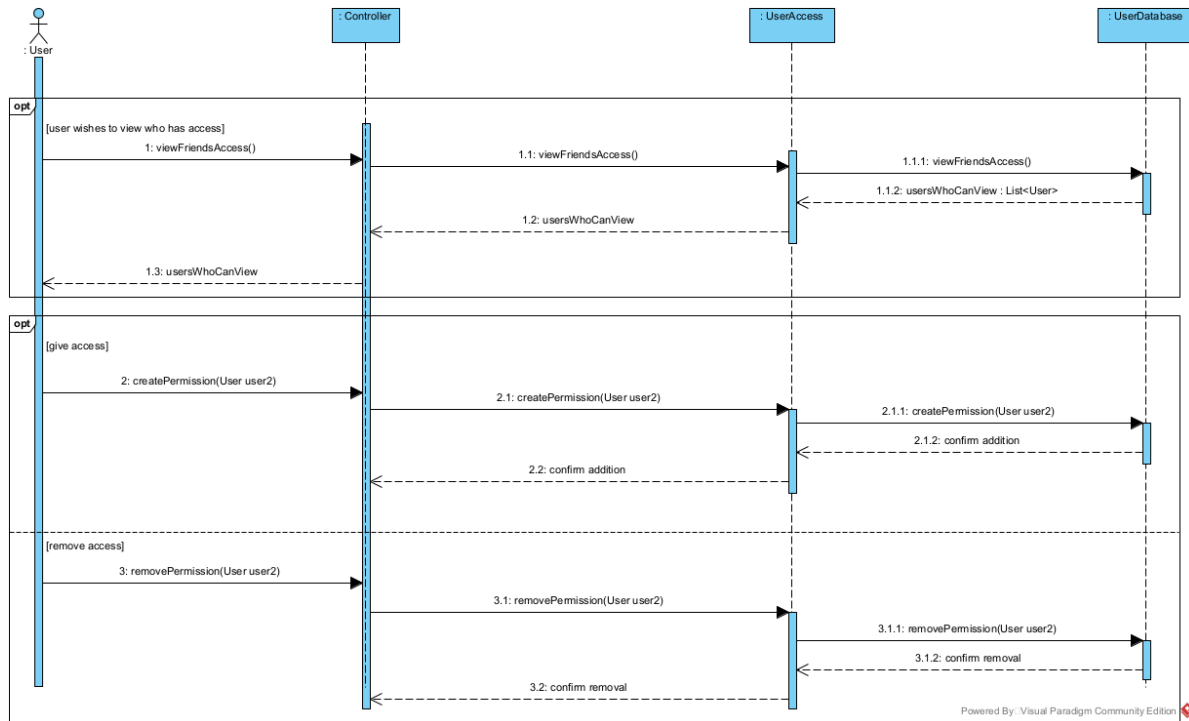 : Controller
: UserAccess
: UserDatabase
: User
opt
[user wishes to view who has access]
1: viewFriendsAccess()
1.1: viewFriendsAccess()
1.1.1: viewFriendsAccess()
1.1.2: usersWhoCanView : List<User>
1.2: usersWhoCanView
1.3: usersWhoCanView
opt
[give access]
2: createPermission(User user2)
2.1: createPermission(User user2)
2.1.1: createPermission(User user2)
2.1.2: confirm addition
2.2: confirm addition
[remove access]
3: removePermission(User user2)
3.1: removePermission(User user2)
3.1.1: removePermission(User user2)
3.1.2: confirm removal
3.2: confirm removal
Powered By Visual Paradigm Community Edition